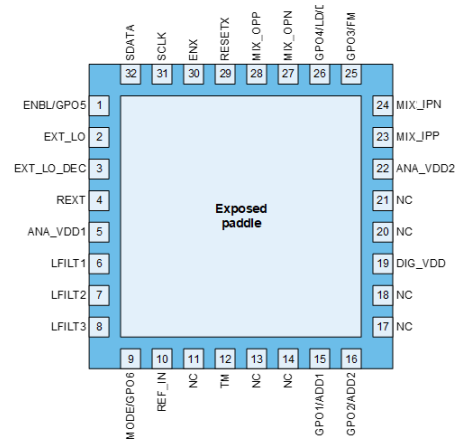 SDATA
SCLK
ENX
RESETX
MIX_OPP
MIX_OPN
GPO4/LD/
GPO3/FM
32 31 30 29 28 27 26 25
ENBL/GPO5 1
EXT_LO 2
EXT_LO_DEC 3
REXT 4
ANA_VDD1 5
LFILT1 6
LFILT2 7
LFILT3 8
Exposed
paddle
24 MIX_IPN
23 MIX_IPP
22 ANA_VDD2
21 NC
20 NC
19 DIG_VDD
18 NC
17 NC
9 10 11 12 13 14 15 16
MODE/GPO6
REF_IN
NC
TM
NC
NC
GPO1/ADD1
GPO2/ADD2